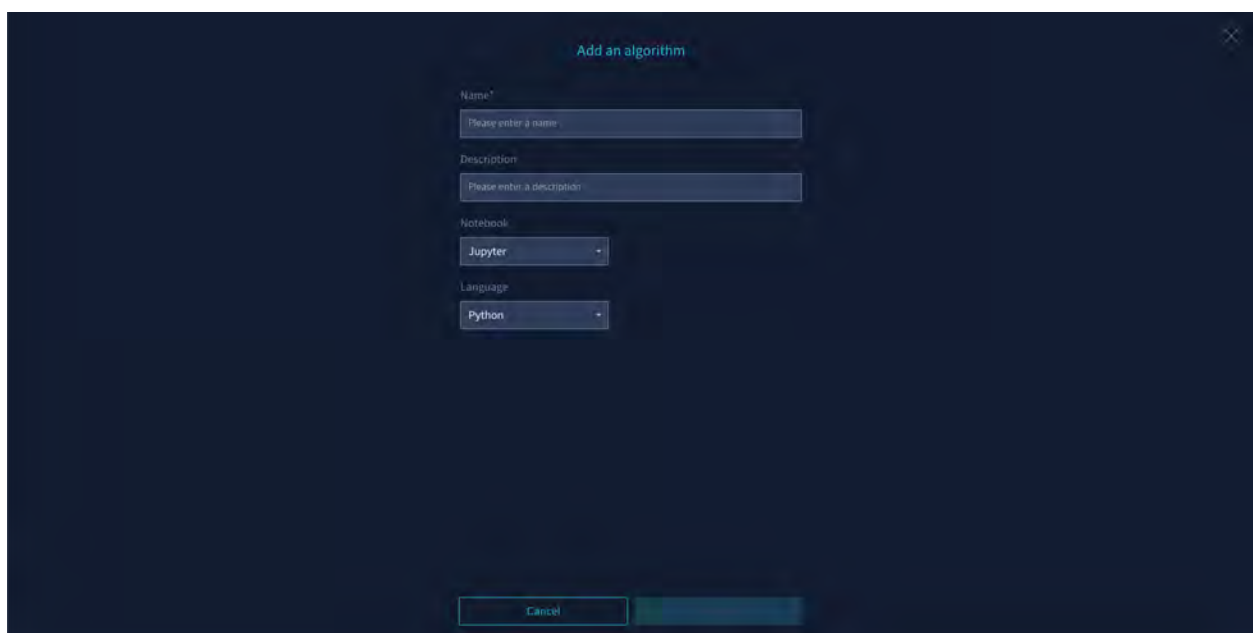 Add an algorithm
Name*
Please enter a name
Description
Please enter a description
Notebook
Jupyter
Language
Python
Cancel